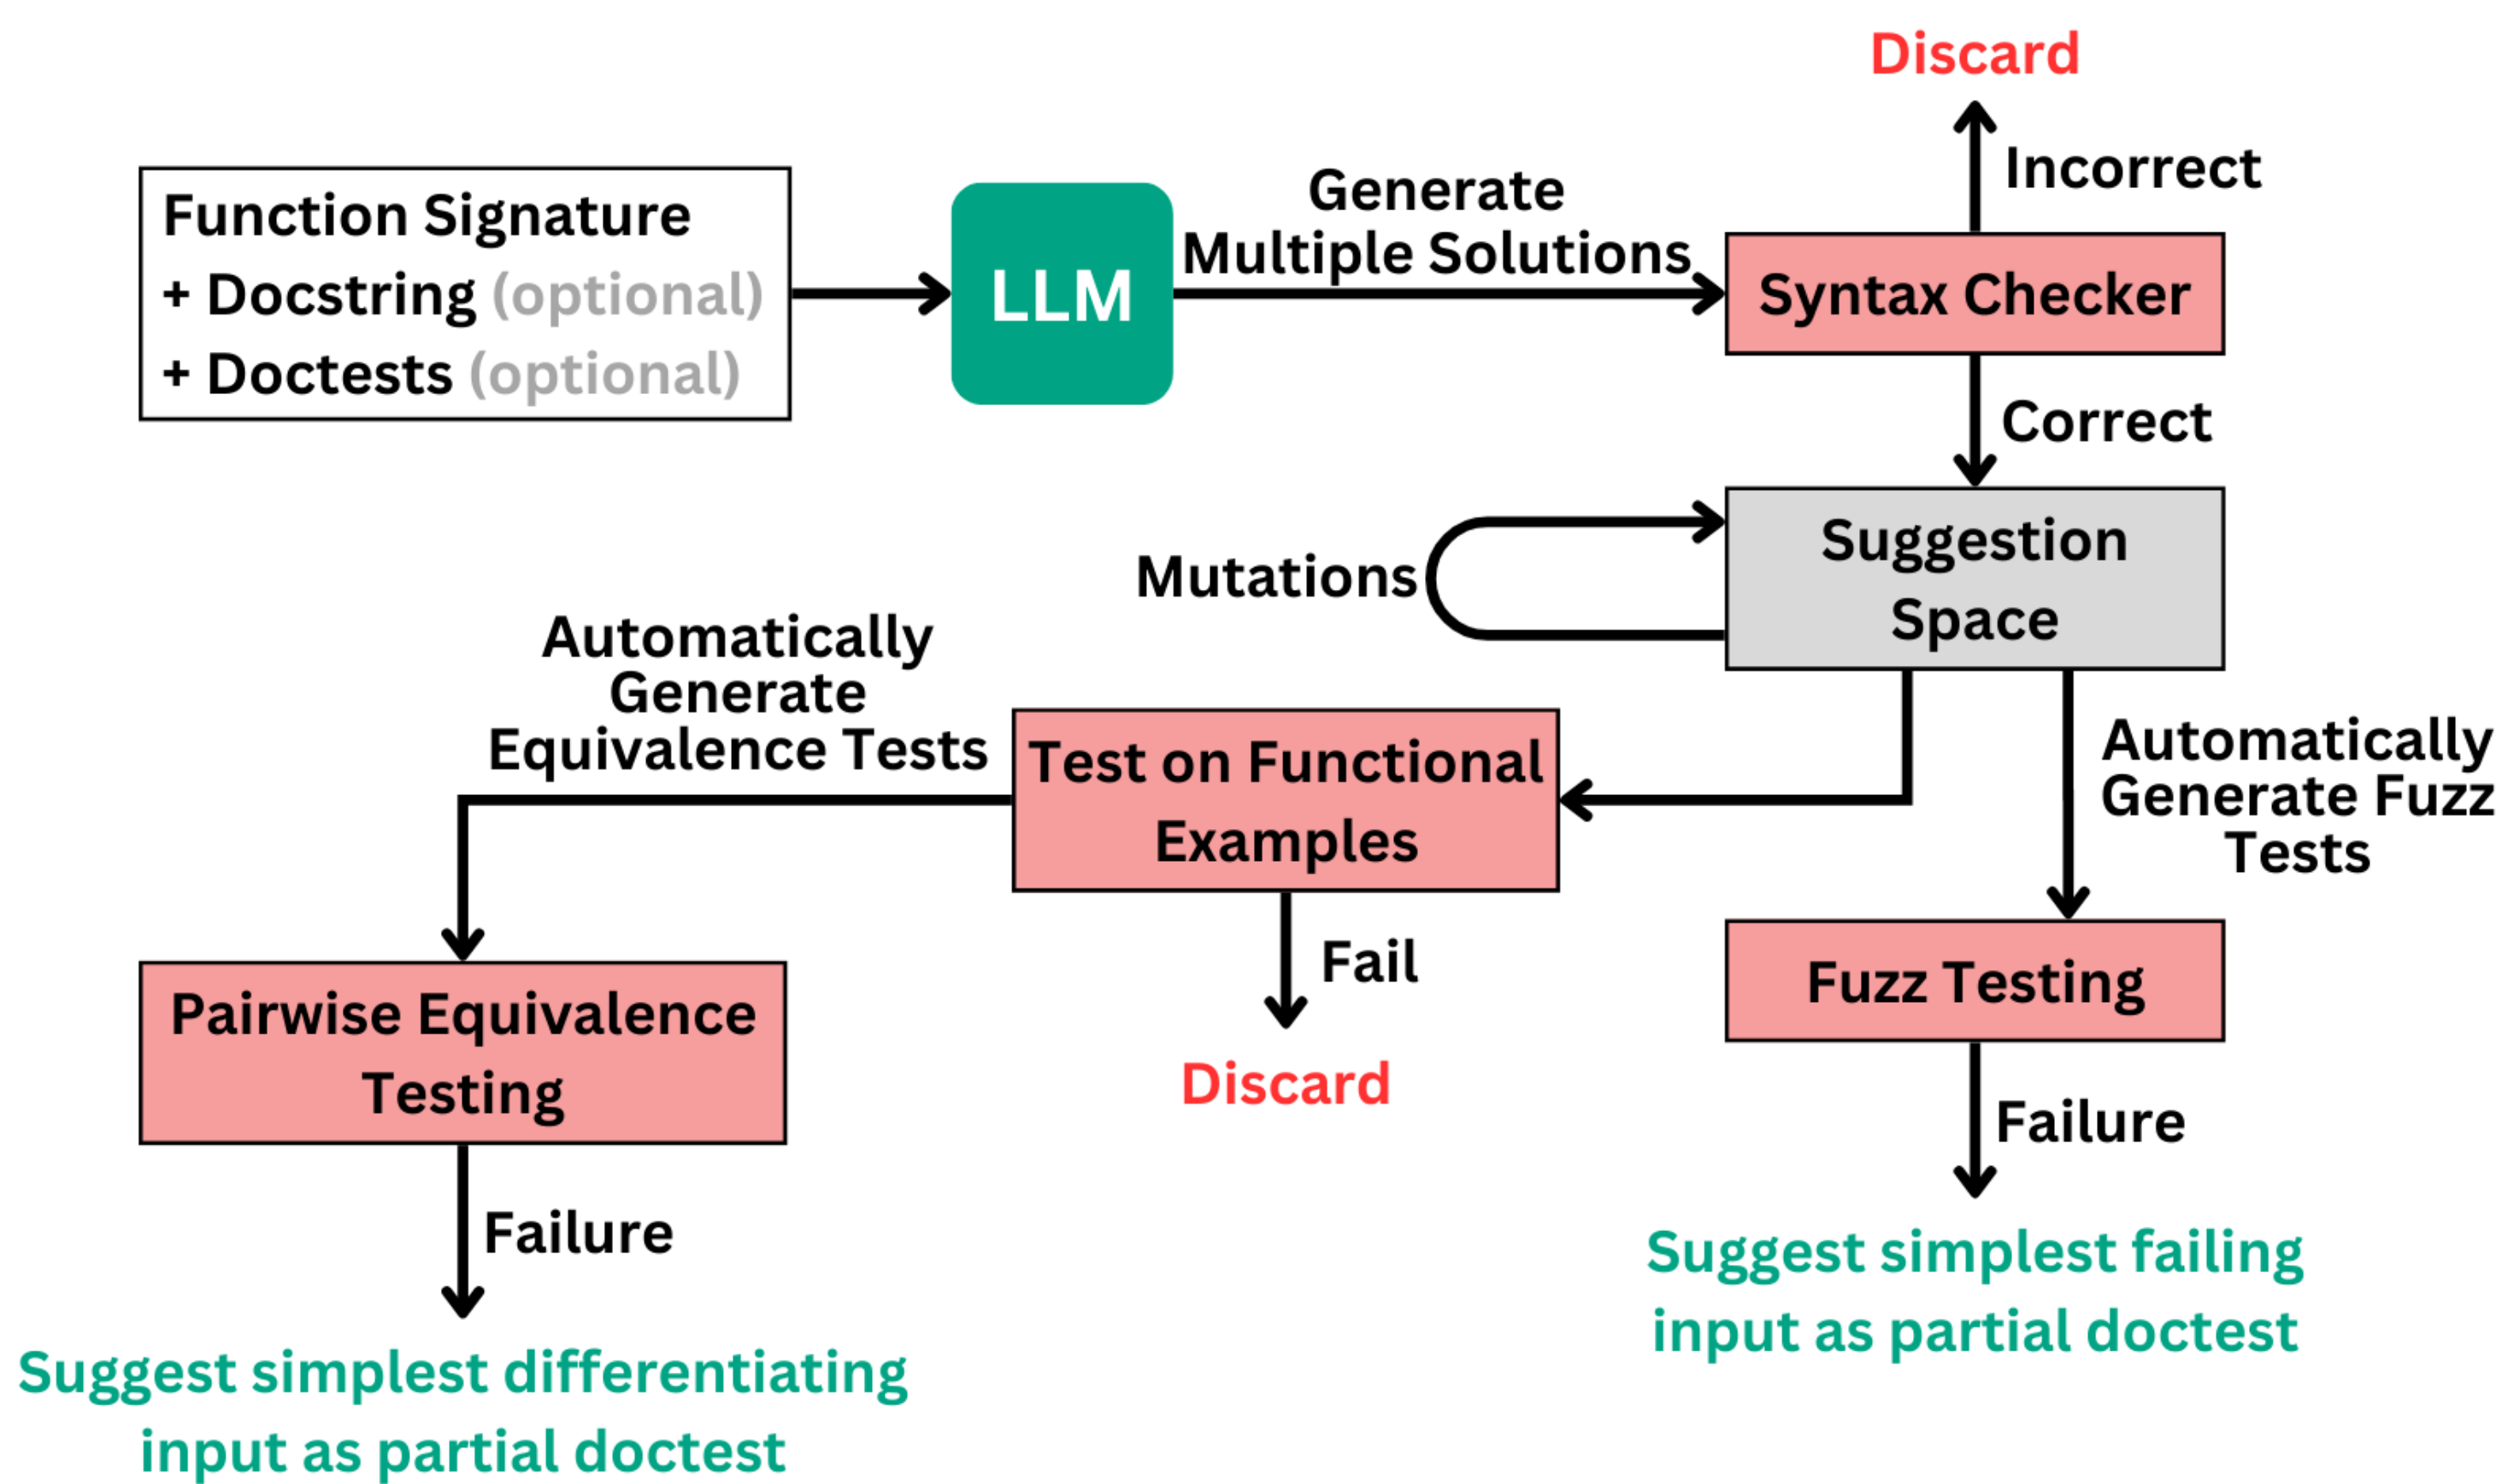 Discard
Incorrect
Function Signature
+ Docstring (optional)
+ Doctests (optional)
LLM
Generate
Multiple Solutions
Syntax Checker
Correct
Suggestion
Space
Mutations
Automatically
Generate
Equivalence Tests
Test on Functional
Examples
Automatically
Generate Fuzz
Tests
Fail
Discard
Fuzz Testing
Pairwise Equivalence
Testing
Failure
Suggest simplest failing
input as partial doctest
Failure
Suggest simplest differentiating
input as partial doctest